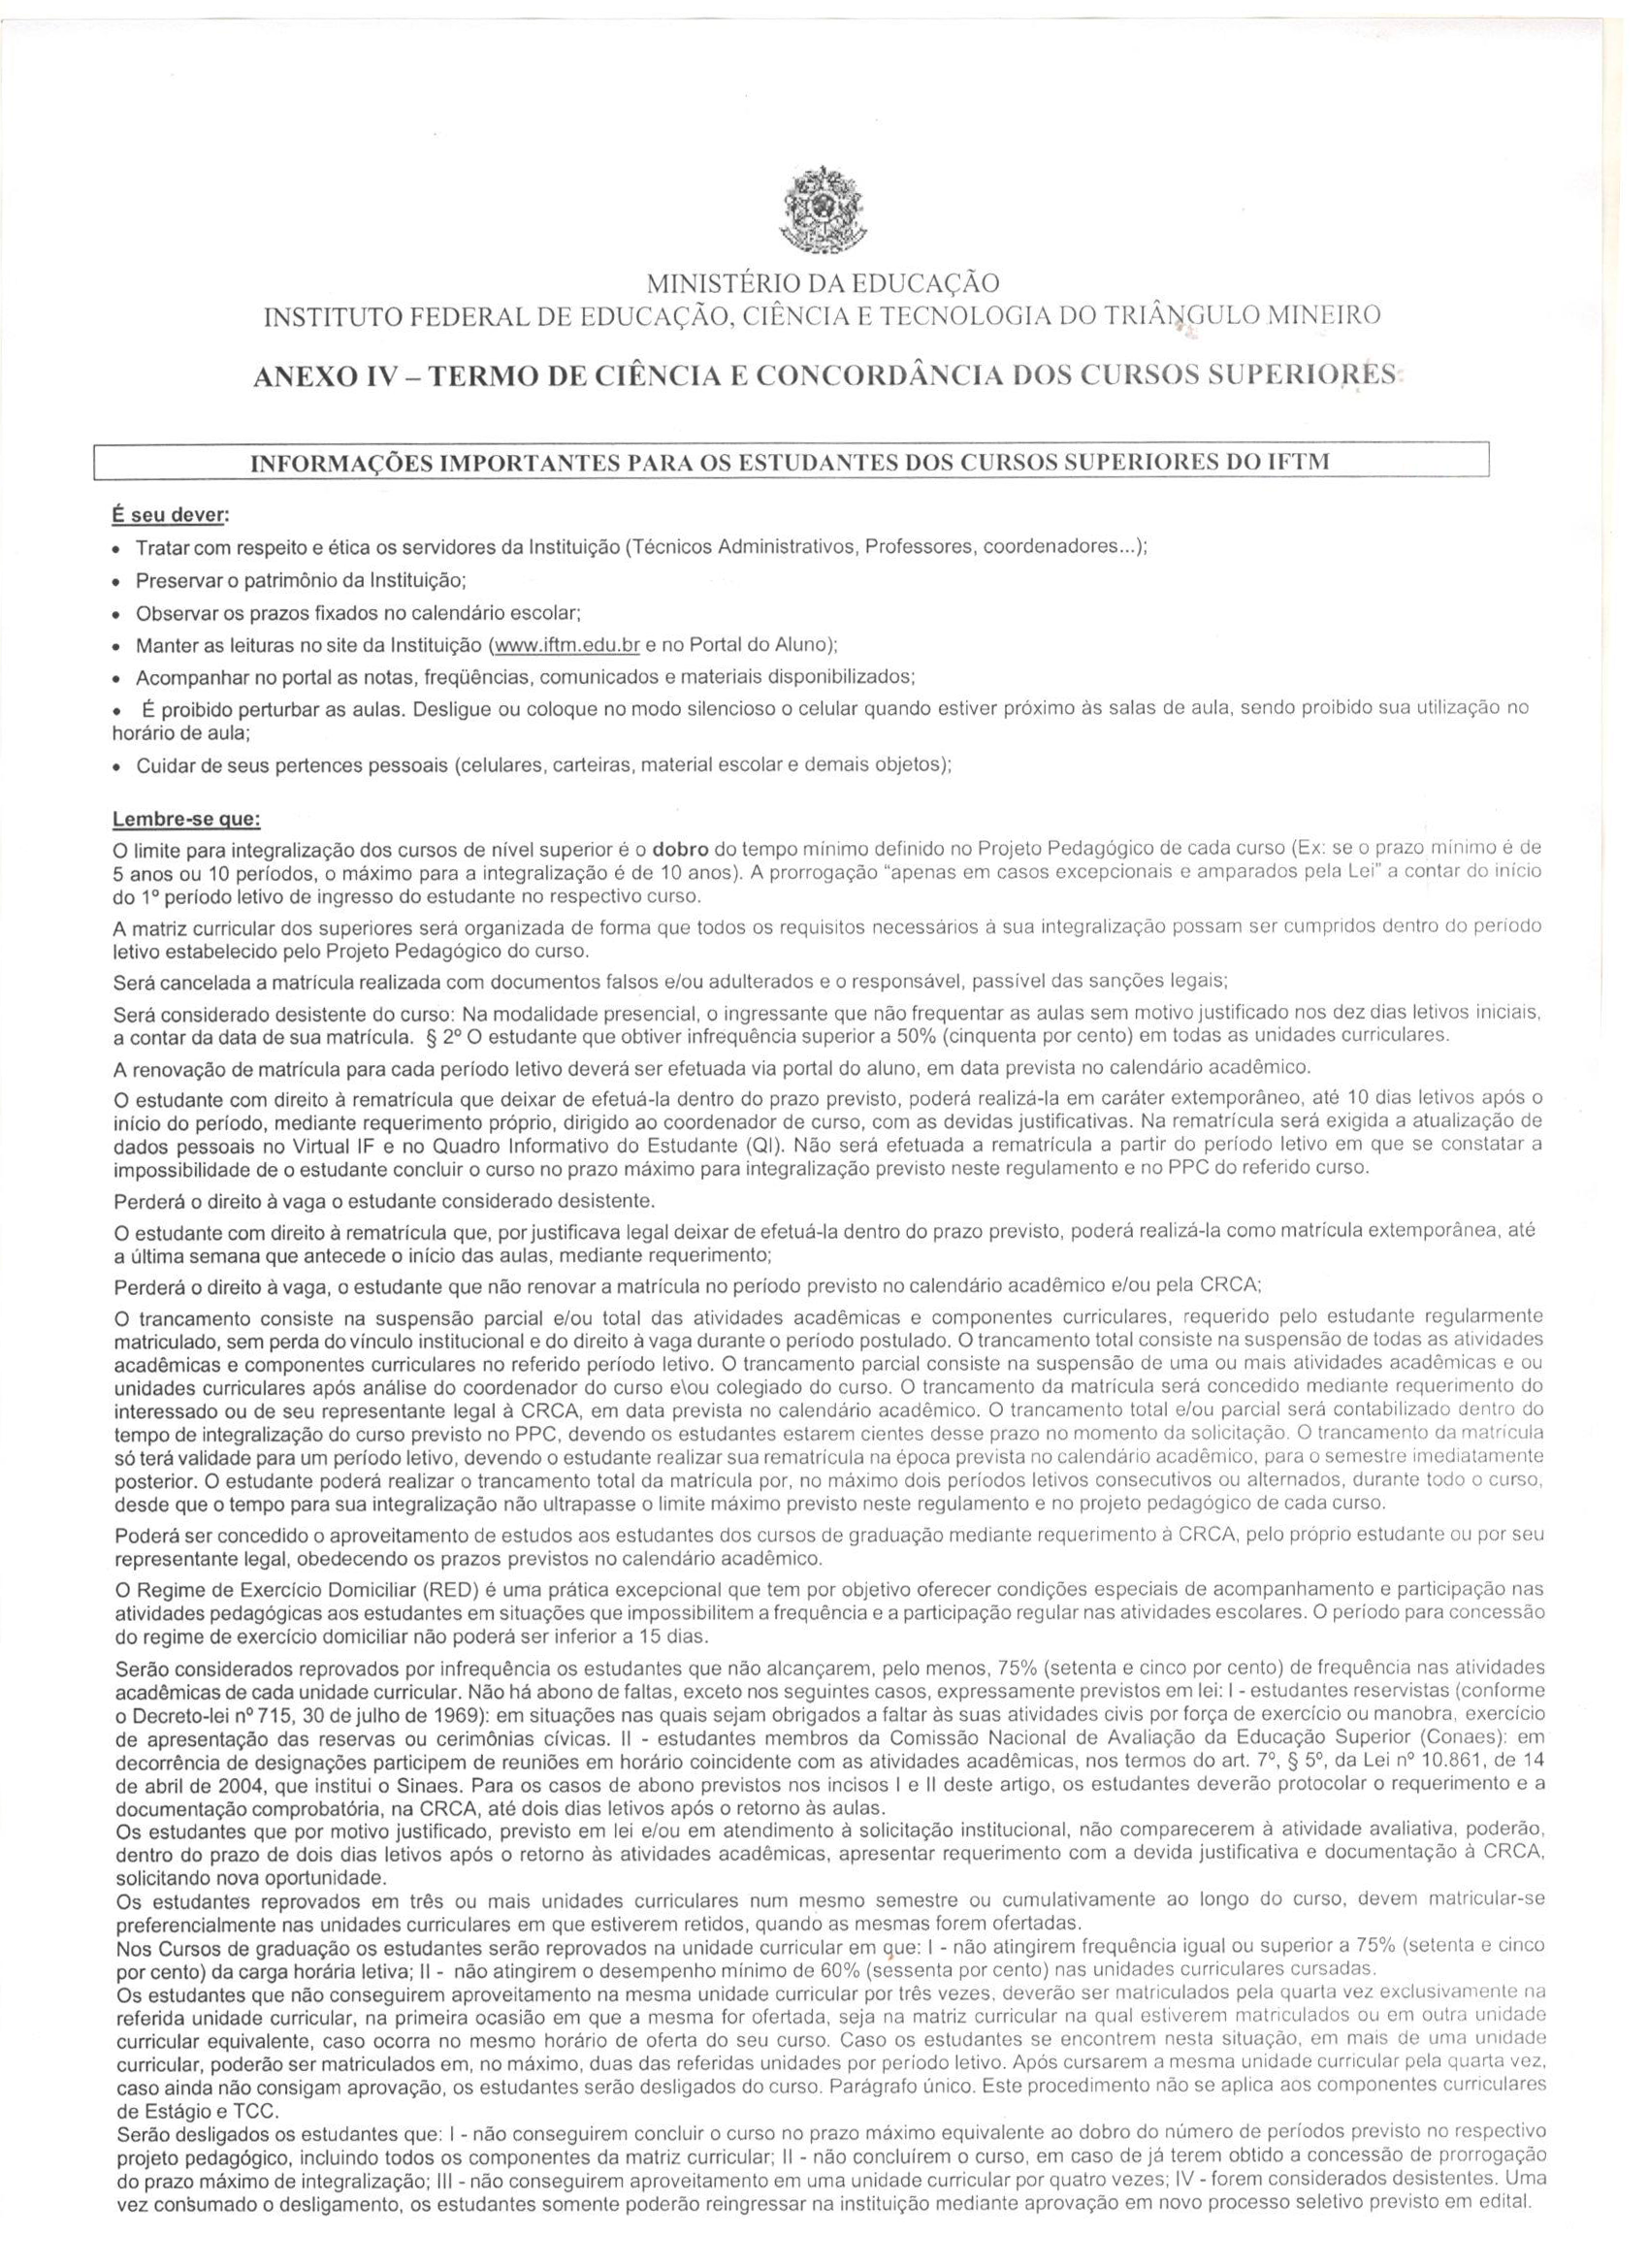 MINISTÉRIO DA EDUCAÇÃO
INSTITUTO FEDERAL DE EDUCAÇÃO, CIÊNCIA E TECNOLOGIA DO TRIÂNGULO MINEIRO
ANEXO IV – TERMO DE CIÊNCIA E CONCORDÂNCIA DOS CURSOS SUPERIORES
INFORMAÇÕES IMPORTANTES PARA OS ESTUDANTES DOS CURSOS SUPERIORES DO IFTM
É seu dever:
• Tratar com respeito e ética os servidores da Instituição (Técnicos Administrativos, Professores, coordenadores...);
• Preservar o patrimônio da Instituição;
• Observar os prazos fixados no calendário escolar;
• Manter as leituras no site da Instituição (www.iftm.edu.br e no Portal do Aluno);
• Acompanhar no portal as notas, freqüências, comunicados e materiais disponibilizados;
• É proibido perturbar as aulas. Desligue ou coloque no modo silencioso o celular quando estiver próximo às salas de aula, sendo proibido sua utilização no
horário de aula;
• Cuidar de seus pertences pessoais (celulares, carteiras, material escolar e demais objetos);
Lembre-se que:
O limite para integralização dos cursos de nível superior é o dobro do tempo mínimo definido no Projeto Pedagógico de cada curso (Ex: se o prazo mínimo é de
5 anos ou 10 períodos, o máximo para a integralização é de 10 anos). A prorrogação “apenas em casos excepcionais e amparados pela Lei” a contar do início
do 1º período letivo de ingresso do estudante no respectivo curso.
A matriz curricular dos superiores será organizada de forma que todos os requisitos necessários à sua integralização possam ser cumpridos dentro do período
letivo estabelecido pelo Projeto Pedagógico do curso.
Será cancelada a matrícula realizada com documentos falsos e/ou adulterados e o responsável, passível das sanções legais;
Será considerado desistente do curso: Na modalidade presencial, o ingressante que não frequentar as aulas sem motivo justificado nos dez dias letivos iniciais,
a contar da data de sua matrícula. § 2º O estudante que obtiver infrequência superior a 50% (cinquenta por cento) em todas as unidades curriculares.
A renovação de matrícula para cada período letivo deverá ser efetuada via portal do aluno, em data prevista no calendário acadêmico.
O estudante com direito à rematrícula que deixar de efetuá-la dentro do prazo previsto, poderá realizá-la em caráter extemporâneo, até 10 dias letivos após o
início do período, mediante requerimento próprio, dirigido ao coordenador de curso, com as devidas justificativas. Na rematrícula será exigida a atualização de
dados pessoais no Virtual IF e no Quadro Informativo do Estudante (QI). Não será efetuada a rematrícula a partir do período letivo em que se constatar a
impossibilidade de o estudante concluir o curso no prazo máximo para integralização previsto neste regulamento e no PPC do referido curso.
Perderá o direito à vaga o estudante considerado desistente.
O estudante com direito à rematrícula que, por justificava legal deixar de efetuá-la dentro do prazo previsto, poderá realizá-la como matrícula extemporânea, até
a última semana que antecede o início das aulas, mediante requerimento;
Perderá o direito à vaga, o estudante que não renovar a matrícula no período previsto no calendário acadêmico e/ou pela CRCA;
O trancamento consiste na suspensão parcial e/ou total das atividades acadêmicas e componentes curriculares, requerido pelo estudante regularmente
matriculado, sem perda do vínculo institucional e do direito à vaga durante o período postulado. O trancamento total consiste na suspensão de todas as atividades
acadêmicas e componentes curriculares no referido período letivo. O trancamento parcial consiste na suspensão de uma ou mais atividades acadêmicas e ou
unidades curriculares após análise do coordenador do curso e\ou colegiado do curso. O trancamento da matrícula será concedido mediante requerimento do
interessado ou de seu representante legal à CRCA, em data prevista no calendário acadêmico. O trancamento total e/ou parcial será contabilizado dentro do
tempo de integralização do curso previsto no PPC, devendo os estudantes estarem cientes desse prazo no momento da solicitação. O trancamento da matrícula
só terá validade para um período letivo, devendo o estudante realizar sua rematrícula na época prevista no calendário acadêmico, para o semestre imediatamente
posterior. O estudante poderá realizar o trancamento total da matrícula por, no máximo dois períodos letivos consecutivos ou alternados, durante todo o curso,
desde que o tempo para sua integralização não ultrapasse o limite máximo previsto neste regulamento e no projeto pedagógico de cada curso.
Poderá ser concedido o aproveitamento de estudos aos estudantes dos cursos de graduação mediante requerimento à CRCA, pelo próprio estudante ou por seu
representante legal, obedecendo os prazos previstos no calendário acadêmico.
O Regime de Exercício Domiciliar (RED) é uma prática excepcional que tem por objetivo oferecer condições especiais de acompanhamento e participação nas
atividades pedagógicas aos estudantes em situações que impossibilitem a frequência e a participação regular nas atividades escolares. O período para concessão
do regime de exercício domiciliar não poderá ser inferior a 15 dias.
Serão considerados reprovados por infrequência os estudantes que não alcançarem, pelo menos, 75% (setenta e cinco por cento) de frequência nas atividades
acadêmicas de cada unidade curricular. Não há abono de faltas, exceto nos seguintes casos, expressamente previstos em lei: I - estudantes reservistas (conforme
o Decreto-lei nº 715, 30 de julho de 1969): em situações nas quais sejam obrigados a faltar às suas atividades civis por força de exercício ou manobra, exercício
de apresentação das reservas ou cerimônias cívicas. II - estudantes membros da Comissão Nacional de Avaliação da Educação Superior (Conaes): em
decorrência de designações participem de reuniões em horário coincidente com as atividades acadêmicas, nos termos do art. 7º, § 5º, da Lei nº 10.861, de 14
de abril de 2004, que institui o Sinaes. Para os casos de abono previstos nos incisos I e II deste artigo, os estudantes deverão protocolar o requerimento e a
documentação comprobatória, na CRCA, até dois dias letivos após o retorno às aulas.
Os estudantes que por motivo justificado, previsto em lei e/ou em atendimento à solicitação institucional, não comparecerem à atividade avaliativa, poderão,
dentro do prazo de dois dias letivos após o retorno às atividades acadêmicas, apresentar requerimento com a devida justificativa e documentação à CRCA,
solicitando nova oportunidade.
Os estudantes reprovados em três ou mais unidades curriculares num mesmo semestre ou cumulativamente ao longo do curso, devem matricular-se
preferencialmente nas unidades curriculares em que estiverem retidos, quando as mesmas forem ofertadas.
Nos Cursos de graduação os estudantes serão reprovados na unidade curricular em que: I - não atingirem frequência igual ou superior a 75% (setenta e cinco
por cento) da carga horária letiva; II - não atingirem o desempenho mínimo de 60% (sessenta por cento) nas unidades curriculares cursadas.
Os estudantes que não conseguirem aproveitamento na mesma unidade curricular por três vezes, deverão ser matriculados pela quarta vez exclusivamente na
referida unidade curricular, na primeira ocasião em que a mesma for ofertada, seja na matriz curricular na qual estiverem matriculados ou em outra unidade
curricular equivalente, caso ocorra no mesmo horário de oferta do seu curso. Caso os estudantes se encontrem nesta situação, em mais de uma unidade
curricular, poderão ser matriculados em, no máximo, duas das referidas unidades por período letivo. Após cursarem a mesma unidade curricular pela quarta vez,
caso ainda não consigam aprovação, os estudantes serão desligados do curso. Parágrafo único. Este procedimento não se aplica aos componentes curriculares
de Estágio e TCC.
Serão desligados os estudantes que: I - não conseguirem concluir o curso no prazo máximo equivalente ao dobro do número de períodos previsto no respectivo
projeto pedagógico, incluindo todos os componentes da matriz curricular; II - não concluírem o curso, em caso de já terem obtido a concessão de prorrogação
do prazo máximo de integralização; III - não conseguirem aproveitamento em uma unidade curricular por quatro vezes; IV - forem considerados desistentes. Uma
vez consumado o desligamento, os estudantes somente poderão reingressar na instituição mediante aprovação em novo processo seletivo previsto em edital.